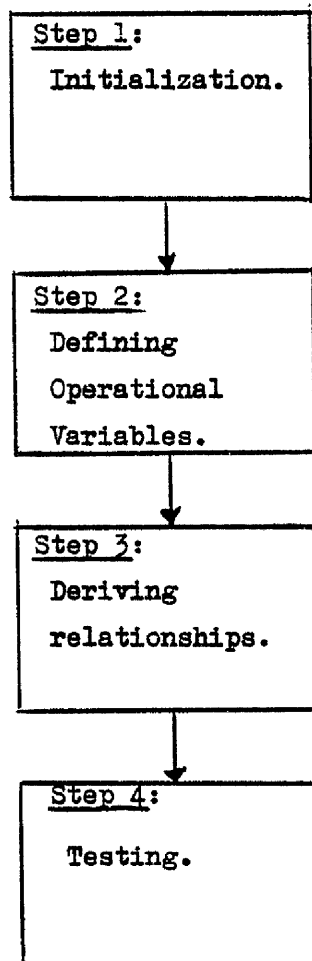 Step 1:
Initialization.
Step 2:
Defining
Operational
Variables.
Step 3:
Deriving
relationships.
Step 4:
Testing.